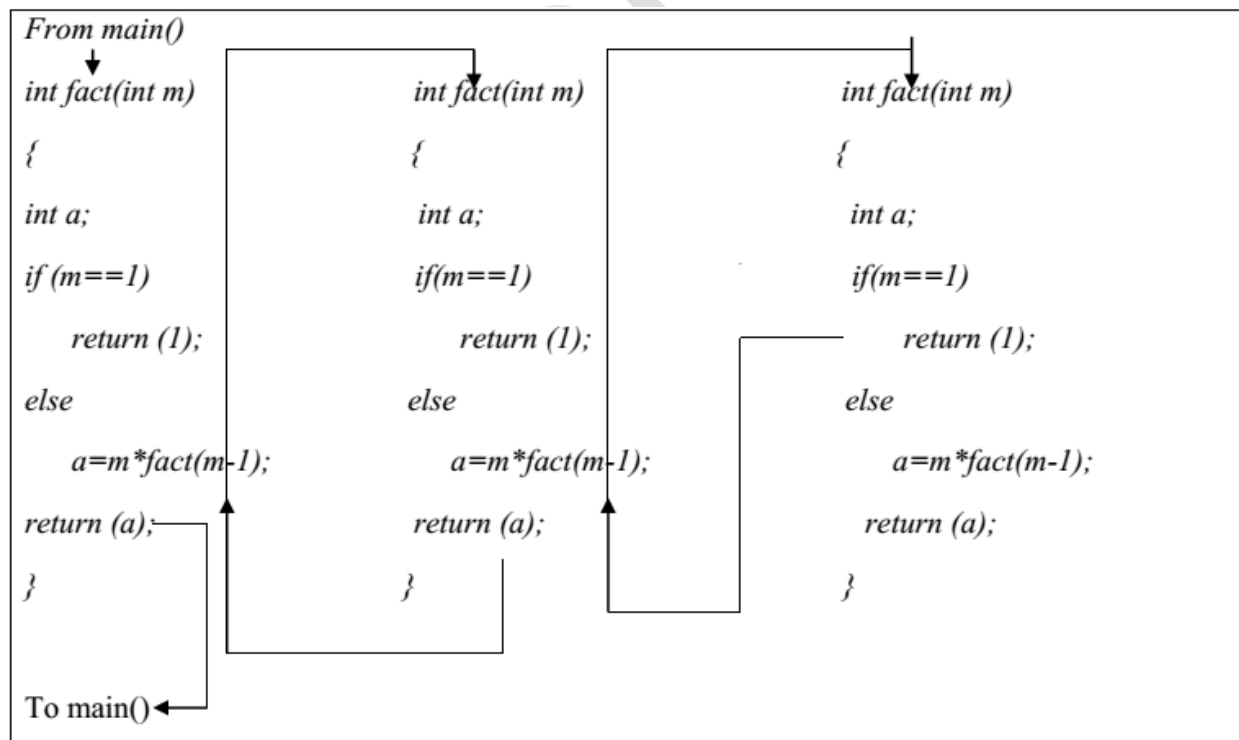 From main()
int fact(int m)
{
int a;
if (m==1)
return (1);
else
a=m*fact(m-1);
return (a);
}
To main()
int fact(int m)
{
int a;
if(m==1)
return (1);
else
a=m*fact(m-1);
return (a);
}
int fact(int m)
{
int a;
if(m==1)
return (1);
else
a=m*fact(m-1);
return (a);
}